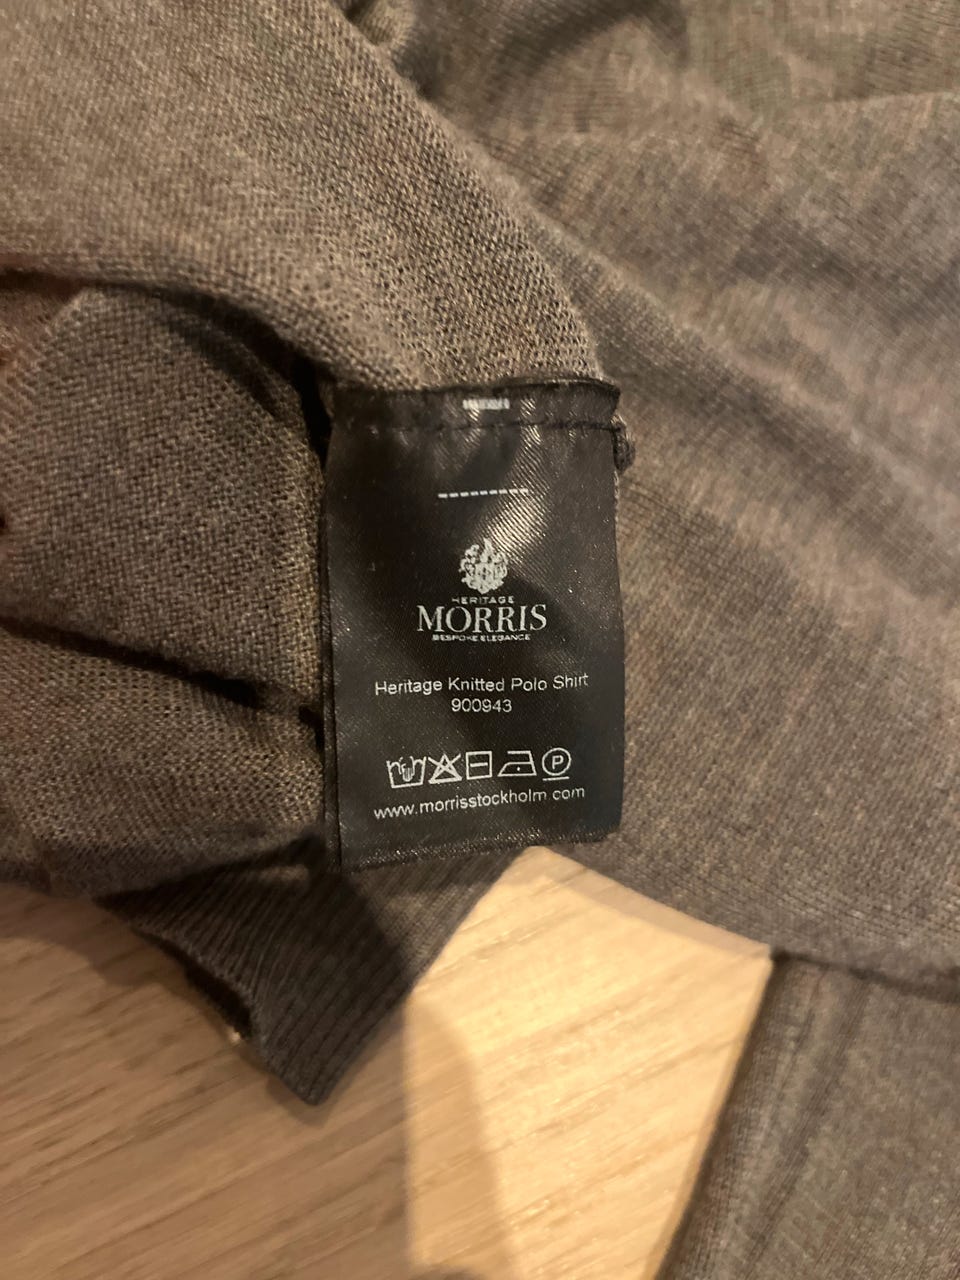 HERITAGE
MORRIS
BESPOKE ELEGANCE
Heritage Knitted Polo Shirt
900943
P
www.morrisstockholm.com